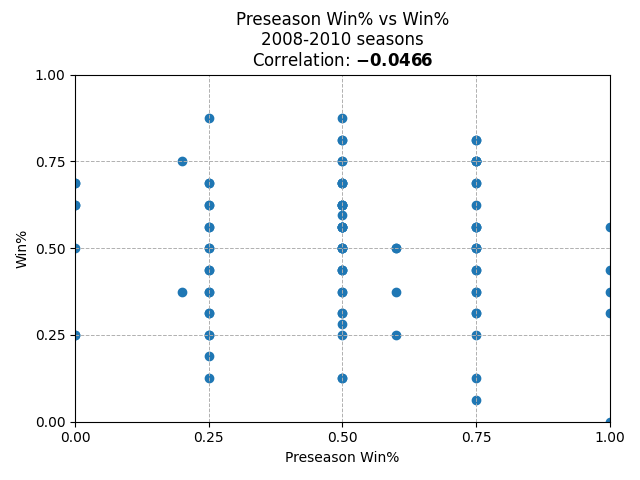 Preseason Win% vs Win%
2008-2010 seasons
Correlation: −0.0466
1.00
0.75
0.50
0.25
0.00
Win%
0.00 0.25 0.50 0.75 1.00
Preseason Win%